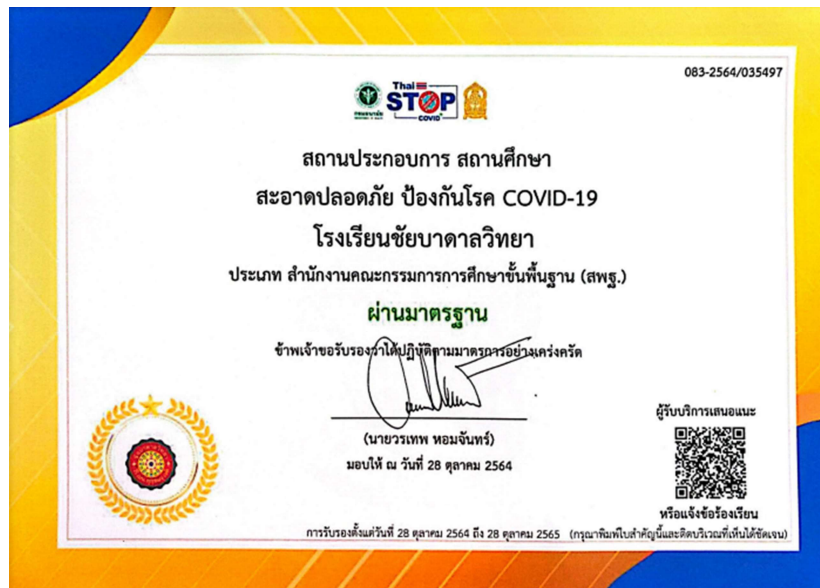 083-2564/035497
กรมอนามัย
Thai
STOP
COVID
สถานประกอบการ สถานศึกษา
สะอาดปลอดภัย ป้องกันโรค COVID-19
โรงเรียนชัยบาดาลวิทยา
ประเภท สำนักงานคณะกรรมการการศึกษาขั้นพื้นฐาน (สพฐ.)
ผ่านมาตรฐาน
ข้าพเจ้าขอรับรองว่าได้ปฏิบัติตามมาตรการอย่างเคร่งครัด
(นายวรเทพ หอมจันทร์)
มอบให้ ณ วันที่ 28 ตุลาคม 2564
ผู้รับบริการเสนอแนะ
หรือแจ้งข้อร้องเรียน
การรับรองตั้งแต่วันที่ 28 ตุลาคม 2564 ถึง 28 ตุลาคม 2565 (กรุณาพิมพ์ใบสำคัญนี้และติดบริเวณที่เห็นได้ชัดเจน)